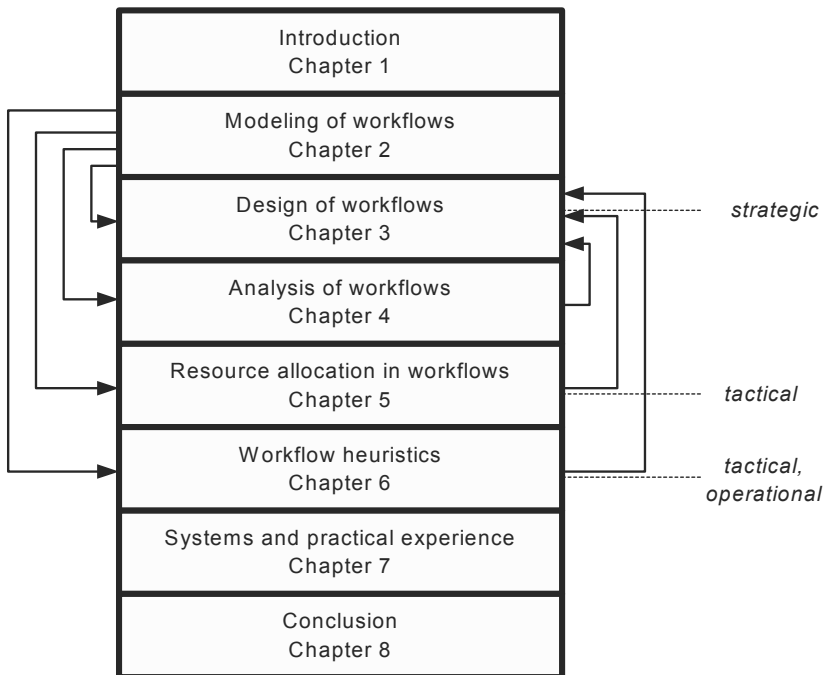 Introduction
Chapter 1
Modeling of workflows
Chapter 2
Design of workflows
Chapter 3
strategic
Analysis of workflows
Chapter 4
Resource allocation in workflows
Chapter 5
tactical
Workflow heuristics
Chapter 6
tactical,
operational
Systems and practical experience
Chapter 7
Conclusion
Chapter 8